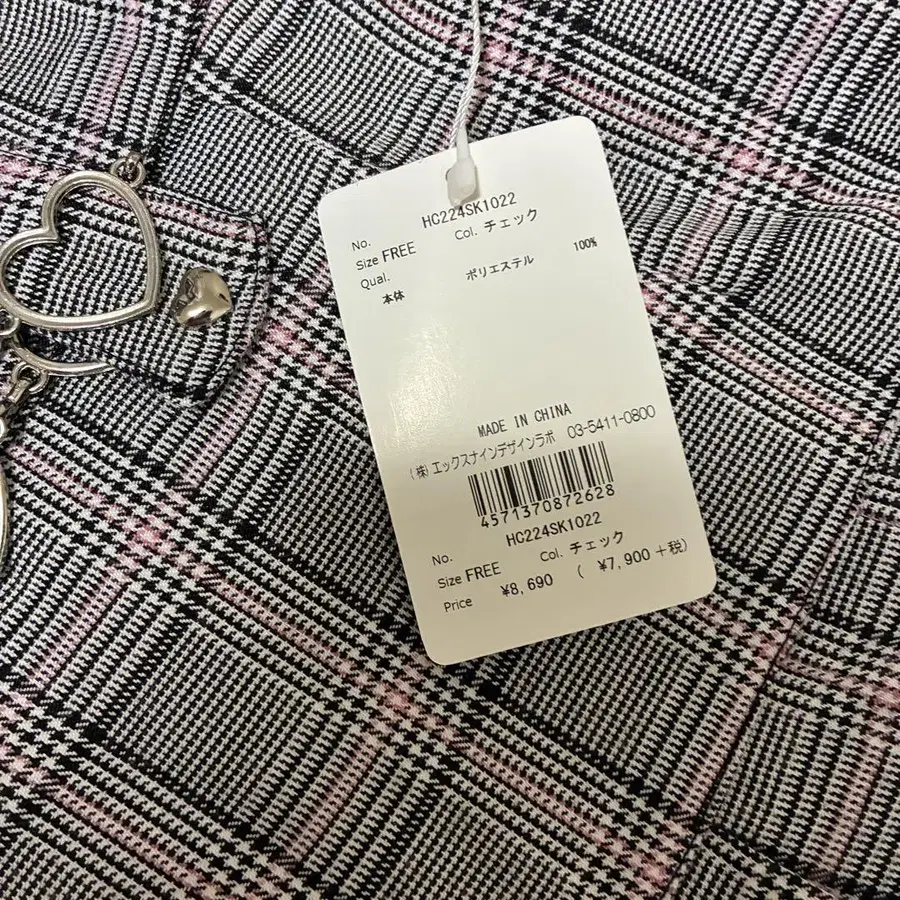 No. HC224SK1022
Size FREE Col. チェック
Qual.
本体 ポリエステル 100%
MADE IN CHINA
(株)エックスナインデザインラボ 03-5411-0800
4571370872628
No. HC224SK1022
Size FREE Col. チェック
Price ¥8,690 ( ¥7,900 +税)